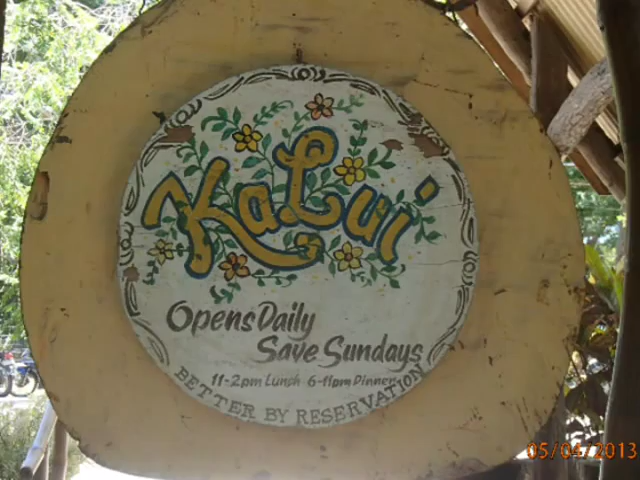 KaLui
Opens Daily
Save Sundays
11-2pm Lunch 6-11pm Dinner
BETTER BY RESERVATION
05/04/2013